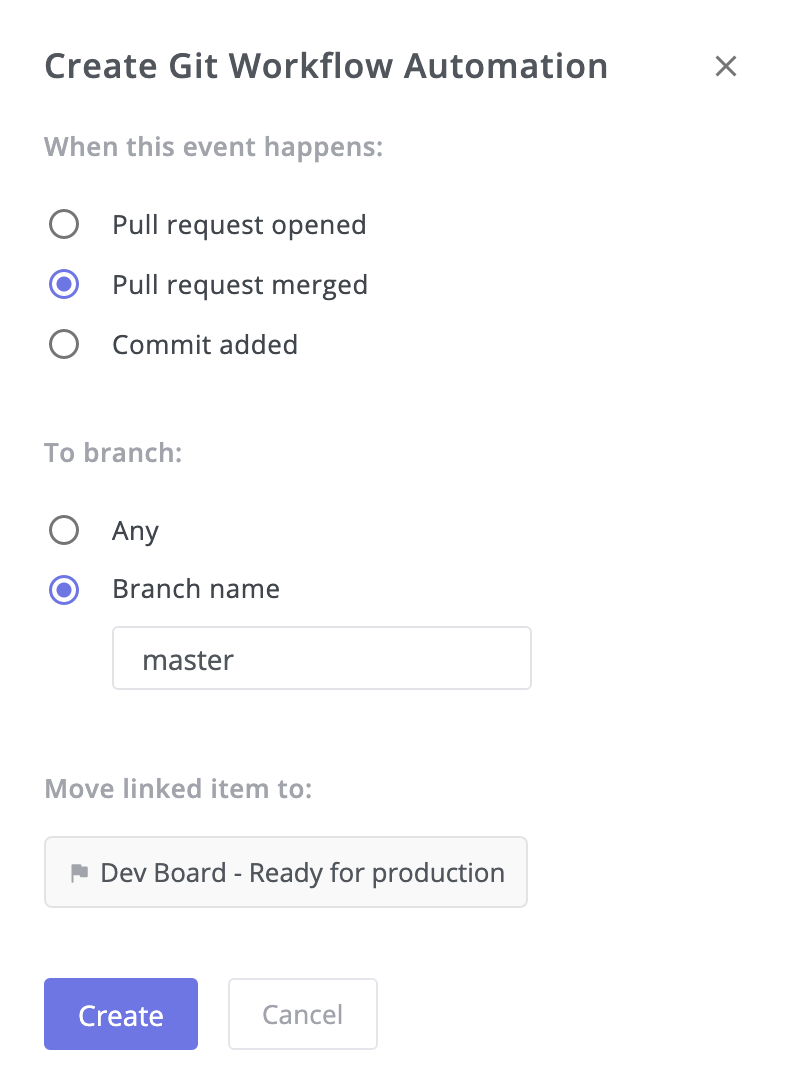 Create Git Workflow Automation
When this event happens:
Pull request opened
Pull request merged
Commit added
To branch:
Any
Branch name
master
Move linked item to:
Dev Board - Ready for production
Create
Cancel